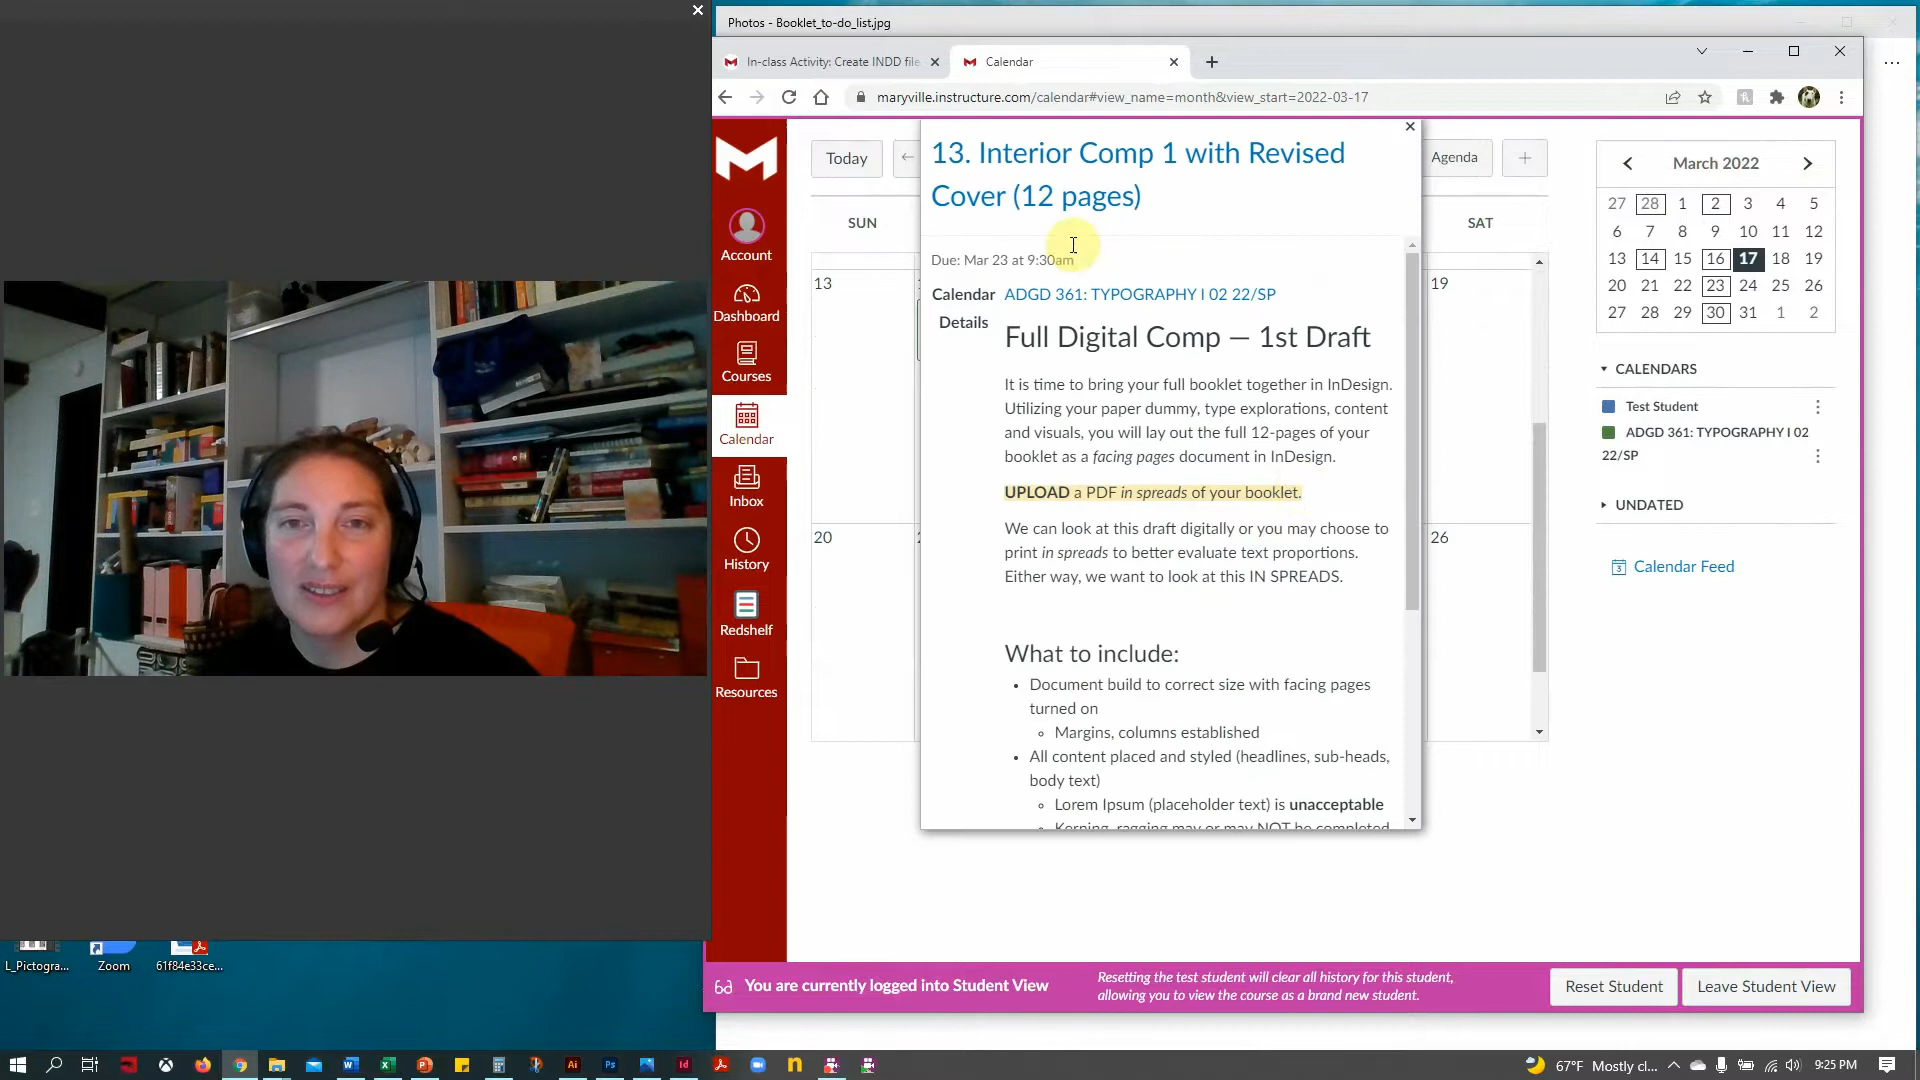 Photos - Booklet_to-do_list.jpg
In-class Activity: Create INDD file
Calendar
maryville.instructure.com/calendar#view_name=month&view_start=2022-03-17
Account
Dashboard
Courses
Calendar
Inbox
History
Redshelf
Resources
Today
Agenda
SUN
SAT
13
19
20
26
13. Interior Comp 1 with Revised
Cover (12 pages)
Due: Mar 23 at 9:30am
Calendar ADGD 361: TYPOGRAPHY I 02 22/SP
Details
Full Digital Comp — 1st Draft
It is time to bring your full booklet together in InDesign.
Utilizing your paper dummy, type explorations, content
and visuals, you will lay out the full 12-pages of your
booklet as a facing pages document in InDesign.
UPLOAD a PDF in spreads of your booklet.
We can look at this draft digitally or you may choose to
print in spreads to better evaluate text proportions.
Either way, we want to look at this IN SPREADS.
What to include:
• Document build to correct size with facing pages
turned on
◦ Margins, columns established
• All content placed and styled (headlines, sub-heads,
body text)
◦ Lorem Ipsum (placeholder text) is unacceptable
◦ Kerning, ragging may or may NOT be completed
March 2022
27 28 1 2 3 4 5
6 7 8 9 10 11 12
13 14 15 16 17 18 19
20 21 22 23 24 25 26
27 28 29 30 31 1 2
CALENDARS
Test Student
ADGD 361: TYPOGRAPHY I 02
22/SP
UNDATED
Calendar Feed
You are currently logged into Student View
Resetting the test student will clear all history for this student,
allowing you to view the course as a brand new student.
Reset Student
Leave Student View
L_Pictogra...
Zoom
61f84e33ce...
67°F Mostly cl...
9:25 PM